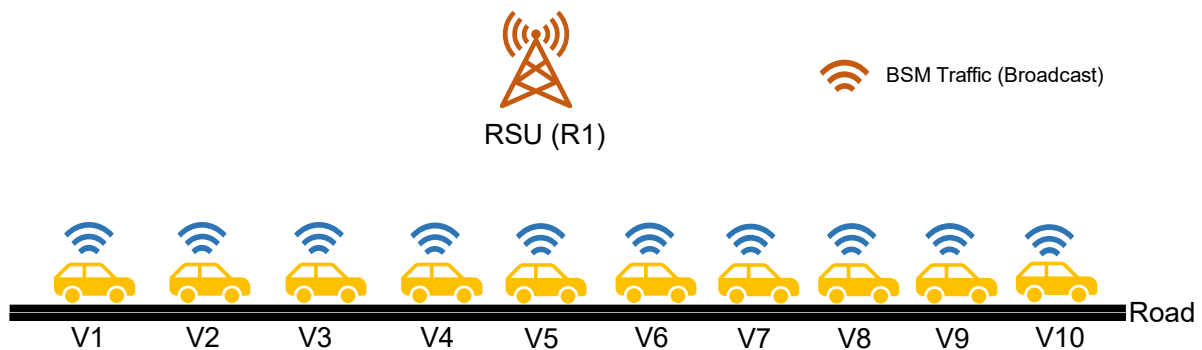 BSM Traffic (Broadcast)
RSU (R1)
Road
V1 V2 V3 V4 V5 V6 V7 V8 V9 V10